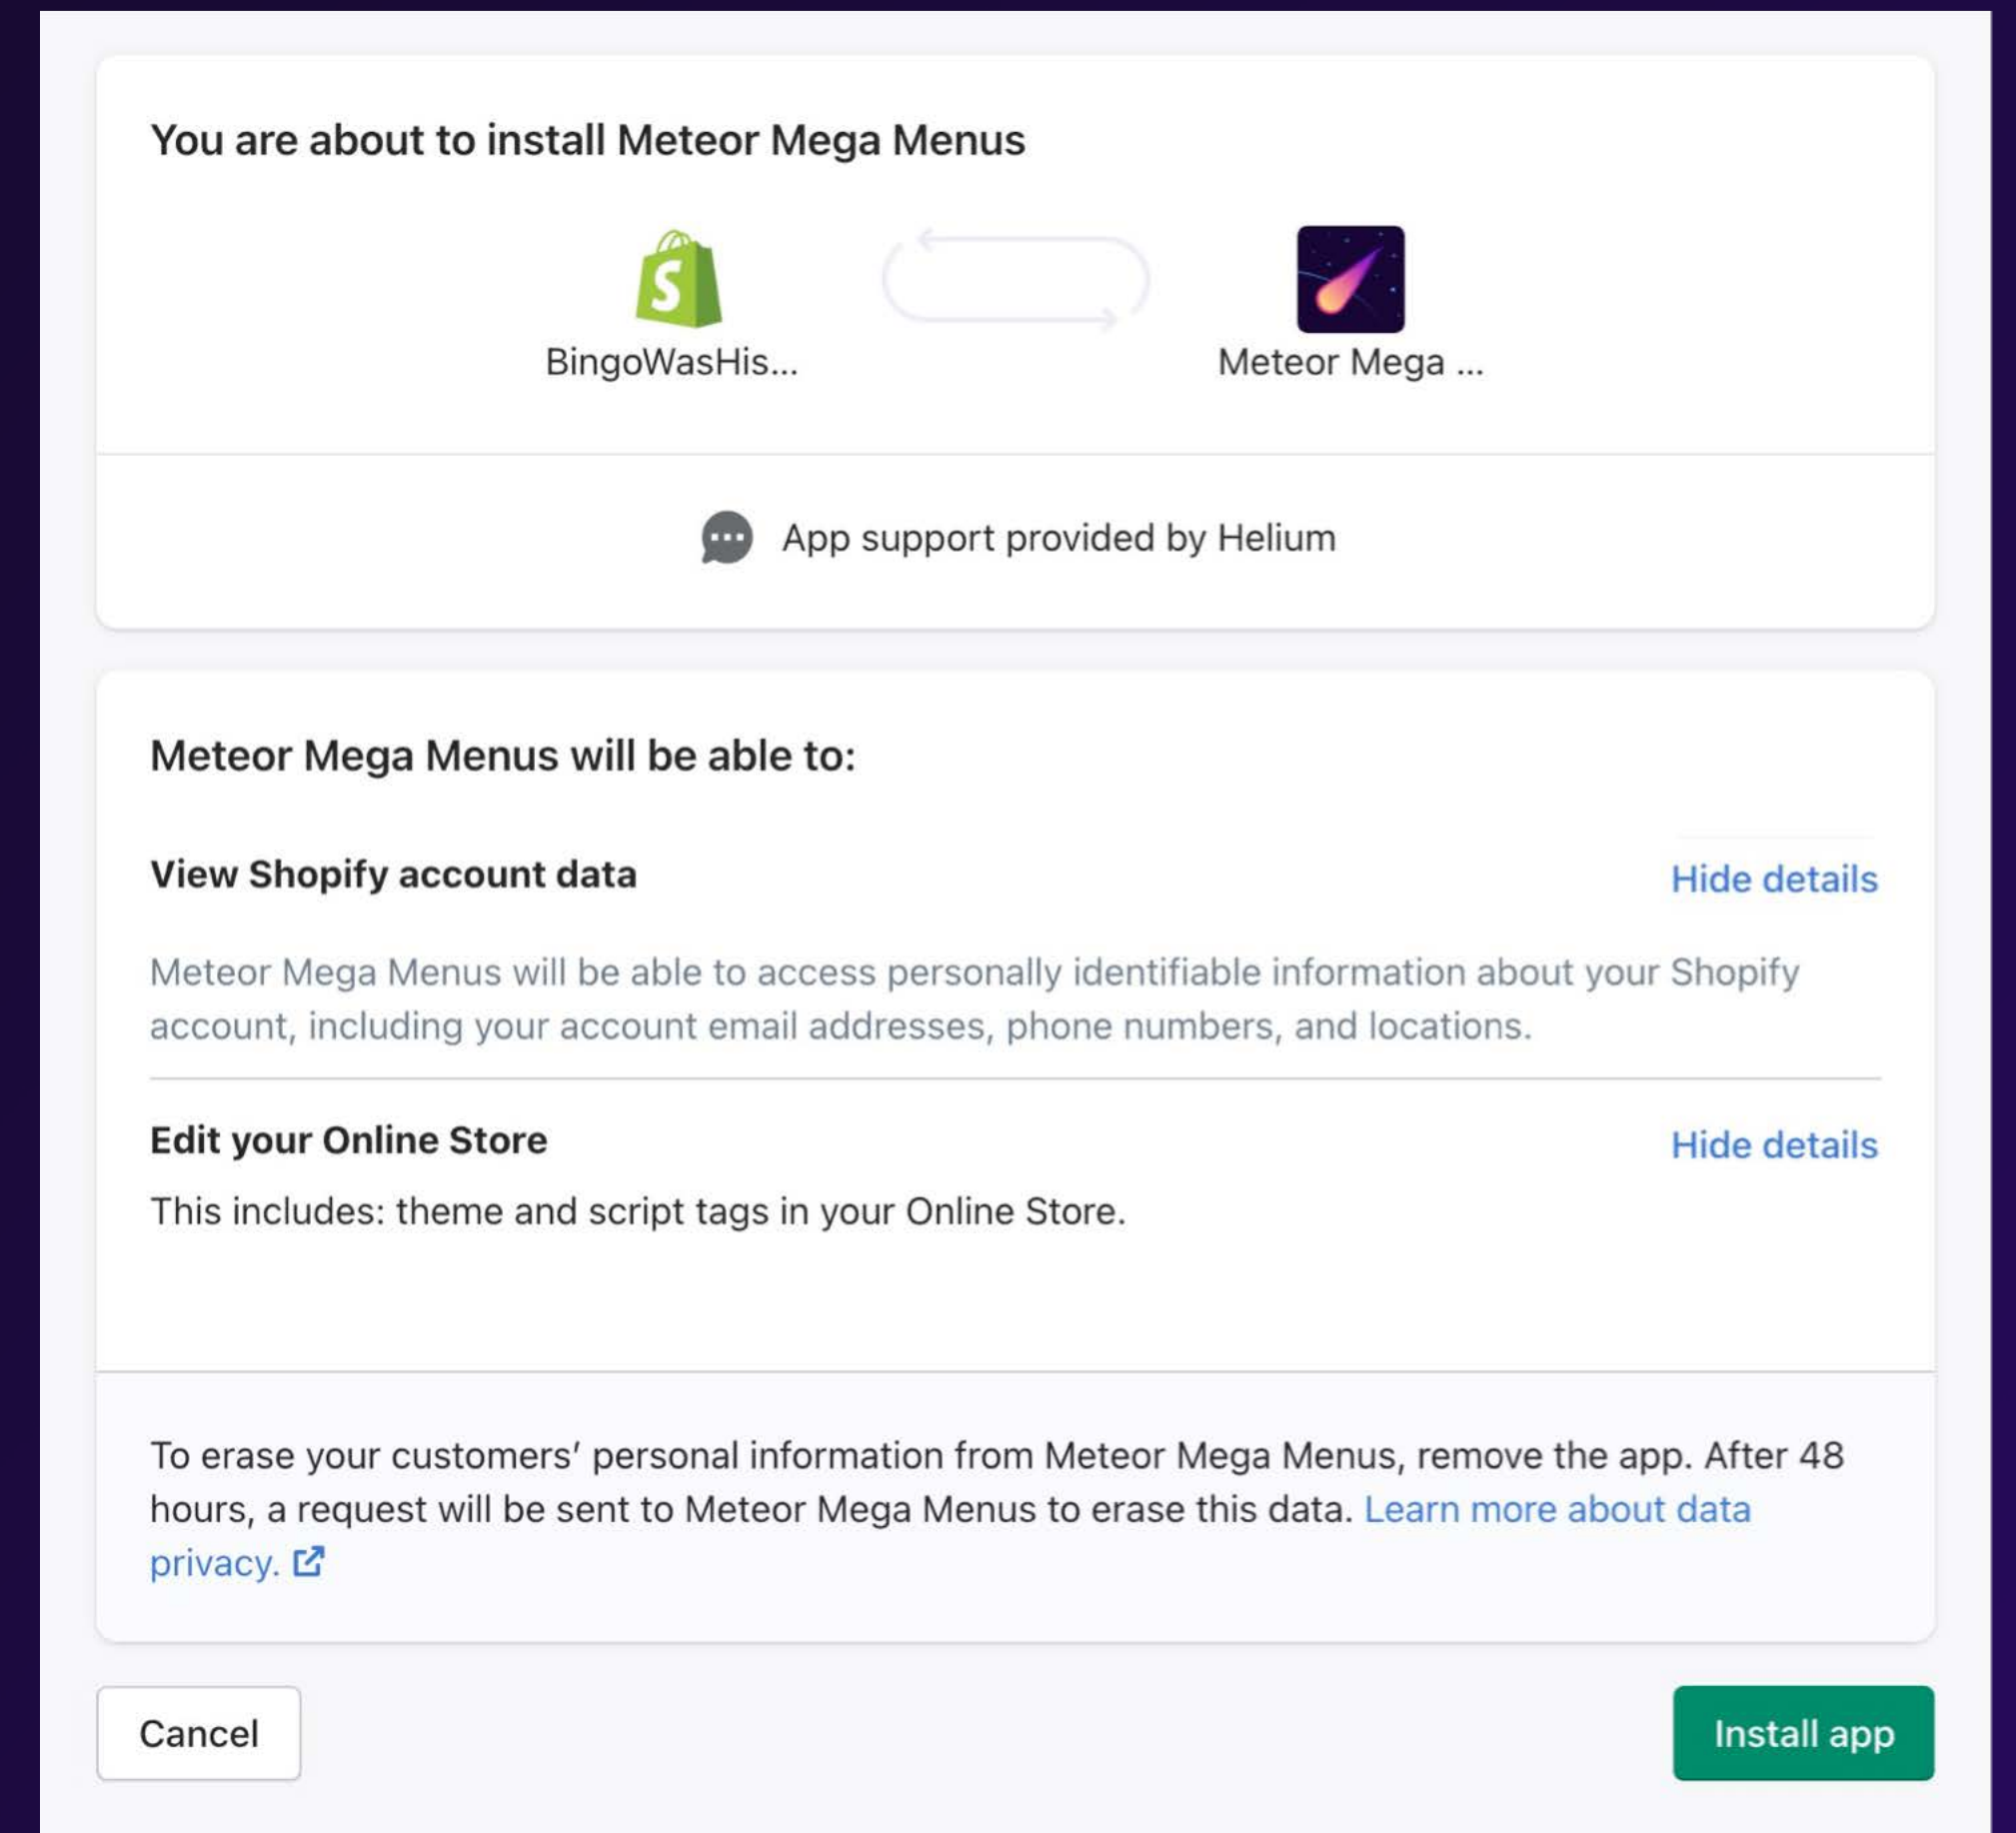 You are about to install Meteor Mega Menus
S
BingoWasHis...
Meteor Mega ...
App support provided by Helium
Meteor Mega Menus will be able to:
View Shopify account data
Hide details
Meteor Mega Menus will be able to access personally identifiable information about your Shopify
account, including your account email addresses, phone numbers, and locations.
Edit your Online Store
Hide details
This includes: theme and script tags in your Online Store.
To erase your customers’ personal information from Meteor Mega Menus, remove the app. After 48
hours, a request will be sent to Meteor Mega Menus to erase this data. Learn more about data
privacy.
Cancel
Install app